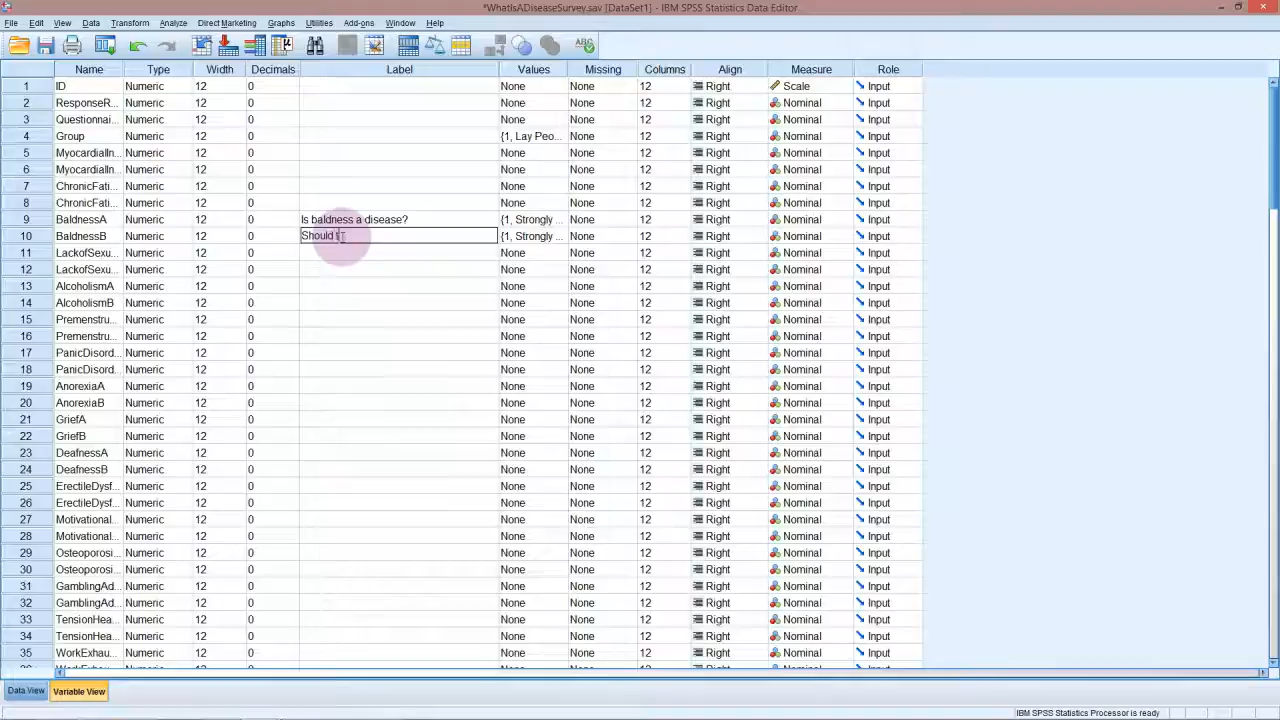 *WhatIsADiseaseSurvey.sav [DataSet1] - IBM SPSS Statistics Data Editor
File Edit View Data Transform Analyze Direct Marketing Graphs Utilities Add-ons Window Help
Name Type Width Decimals Label Values Missing Columns Align Measure Role
1 ID Numeric 12 0 None None 12 Right Scale Input
2 ResponseR... Numeric 12 0 None None 12 Right Nominal Input
3 Questionnai... Numeric 12 0 None None 12 Right Nominal Input
4 Group Numeric 12 0 {1, Lay Peo... None 12 Right Nominal Input
5 MyocardialIn... Numeric 12 0 None None 12 Right Nominal Input
6 MyocardialIn... Numeric 12 0 None None 12 Right Nominal Input
7 ChronicFati... Numeric 12 0 None None 12 Right Nominal Input
8 ChronicFati... Numeric 12 0 None None 12 Right Nominal Input
9 BaldnessA Numeric 12 0 Is baldness a disease? {1, Strongly ... None 12 Right Nominal Input
10 BaldnessB Numeric 12 0 Should t {1, Strongly ... None 12 Right Nominal Input
11 LackofSexu... Numeric 12 0 None None 12 Right Nominal Input
12 LackofSexu... Numeric 12 0 None None 12 Right Nominal Input
13 AlcoholismA Numeric 12 0 None None 12 Right Nominal Input
14 AlcoholismB Numeric 12 0 None None 12 Right Nominal Input
15 Premenstru... Numeric 12 0 None None 12 Right Nominal Input
16 Premenstru... Numeric 12 0 None None 12 Right Nominal Input
17 PanicDisord... Numeric 12 0 None None 12 Right Nominal Input
18 PanicDisord... Numeric 12 0 None None 12 Right Nominal Input
19 AnorexiaA Numeric 12 0 None None 12 Right Nominal Input
20 AnorexiaB Numeric 12 0 None None 12 Right Nominal Input
21 GriefA Numeric 12 0 None None 12 Right Nominal Input
22 GriefB Numeric 12 0 None None 12 Right Nominal Input
23 DeafnessA Numeric 12 0 None None 12 Right Nominal Input
24 DeafnessB Numeric 12 0 None None 12 Right Nominal Input
25 ErectileDysf... Numeric 12 0 None None 12 Right Nominal Input
26 ErectileDysf... Numeric 12 0 None None 12 Right Nominal Input
27 Motivational... Numeric 12 0 None None 12 Right Nominal Input
28 Motivational... Numeric 12 0 None None 12 Right Nominal Input
29 Osteoporosi... Numeric 12 0 None None 12 Right Nominal Input
30 Osteoporosi... Numeric 12 0 None None 12 Right Nominal Input
31 GamblingAd... Numeric 12 0 None None 12 Right Nominal Input
32 GamblingAd... Numeric 12 0 None None 12 Right Nominal Input
33 TensionHea... Numeric 12 0 None None 12 Right Nominal Input
34 TensionHea... Numeric 12 0 None None 12 Right Nominal Input
35 WorkExhau... Numeric 12 0 None None 12 Right Nominal Input
Data View Variable View
IBM SPSS Statistics Processor is ready